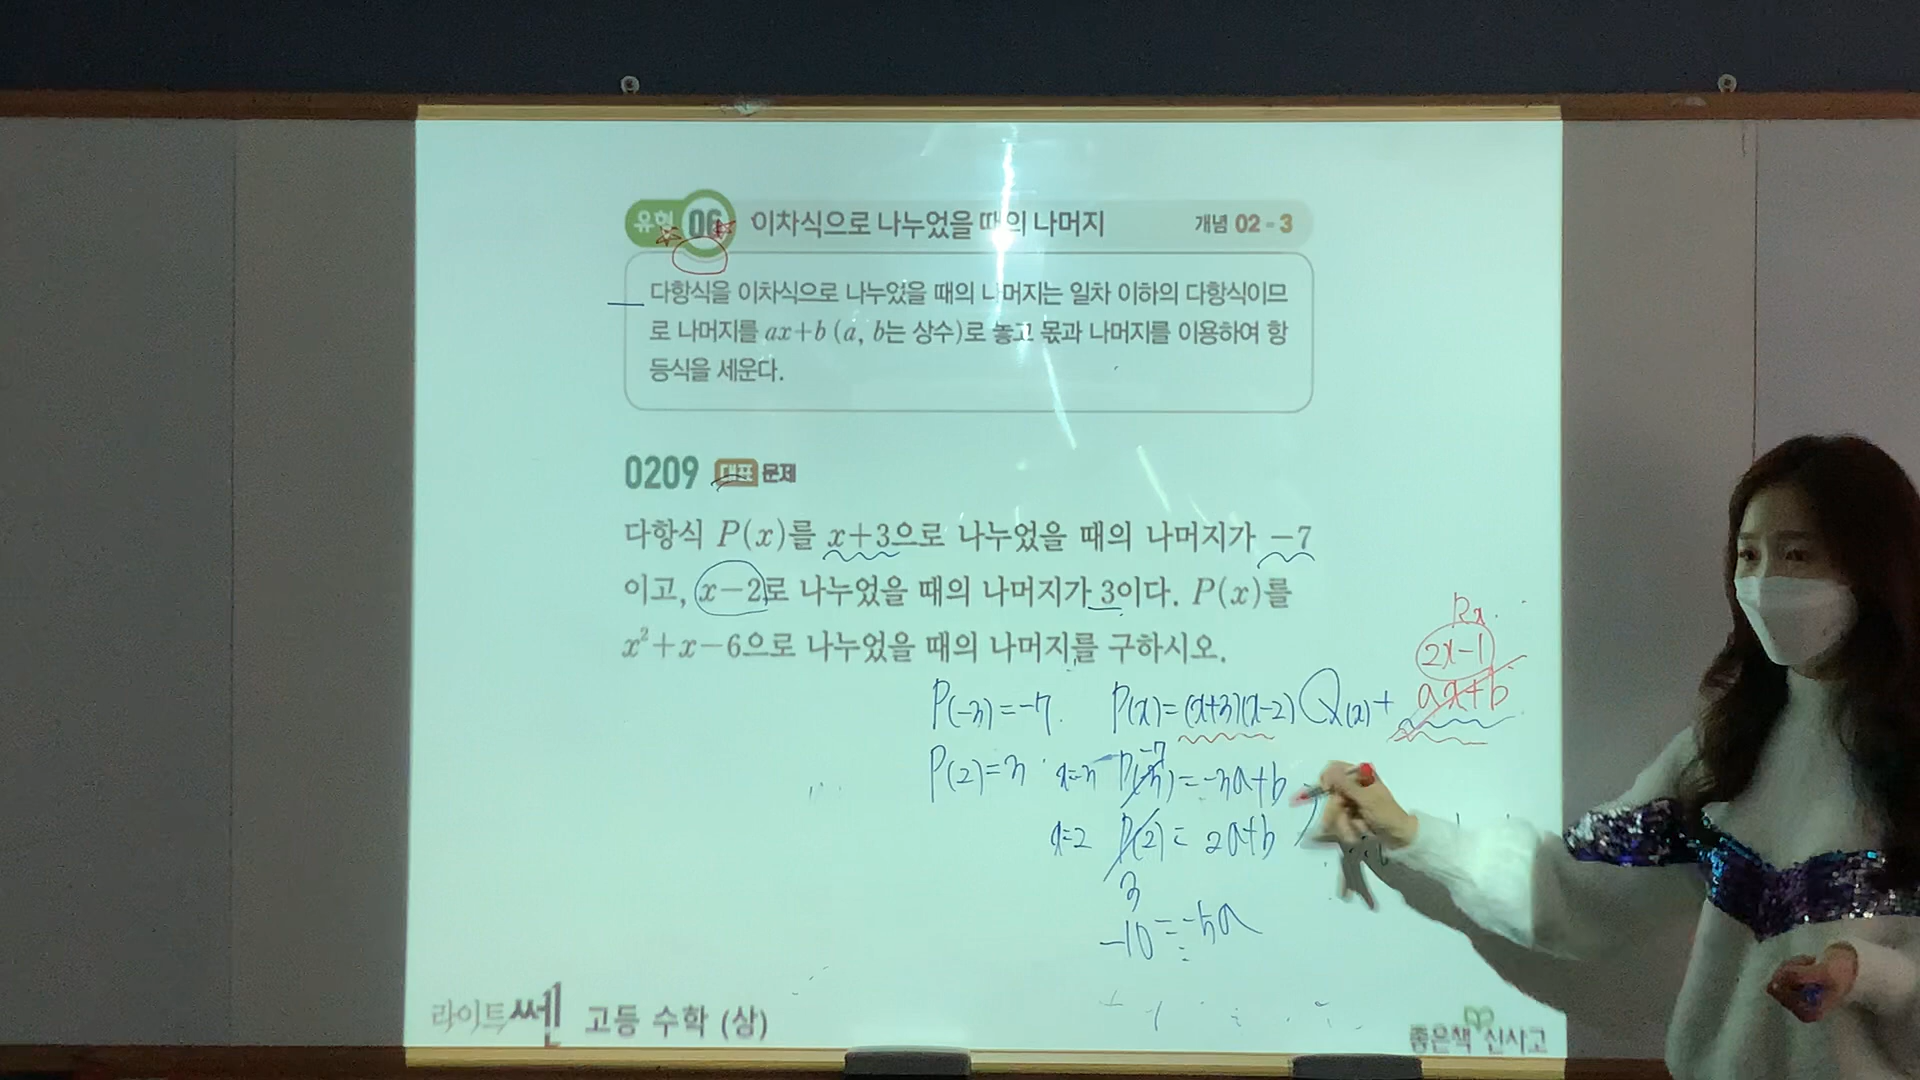 유형 06 이차식으로 나누었을 때의 나머지 개념 02-3
다항식을 이차식으로 나누었을 때의 나머지는 일차 이하의 다항식이므
로 나머지를 ax+b (a, b는 상수)로 놓고 몫과 나머지를 이용하여 항
등식을 세운다.
0209 대표 문제
다항식 P(x)를 x+3으로 나누었을 때의 나머지가 -7
이고, x-2로 나누었을 때의 나머지가 3이다. P(x)를
x²+x-6으로 나누었을 때의 나머지를 구하시오.
2x-1
P(-3)=-7 P(x)=(x+3)(x-2)Q(x)+ ax+b
-7
P(2)=3 P(-3)=-3a+b
x=2 P(2)=2a+b
3
-10=-5a
라이트쎈 고등 수학 (상)
좋은책 신사고